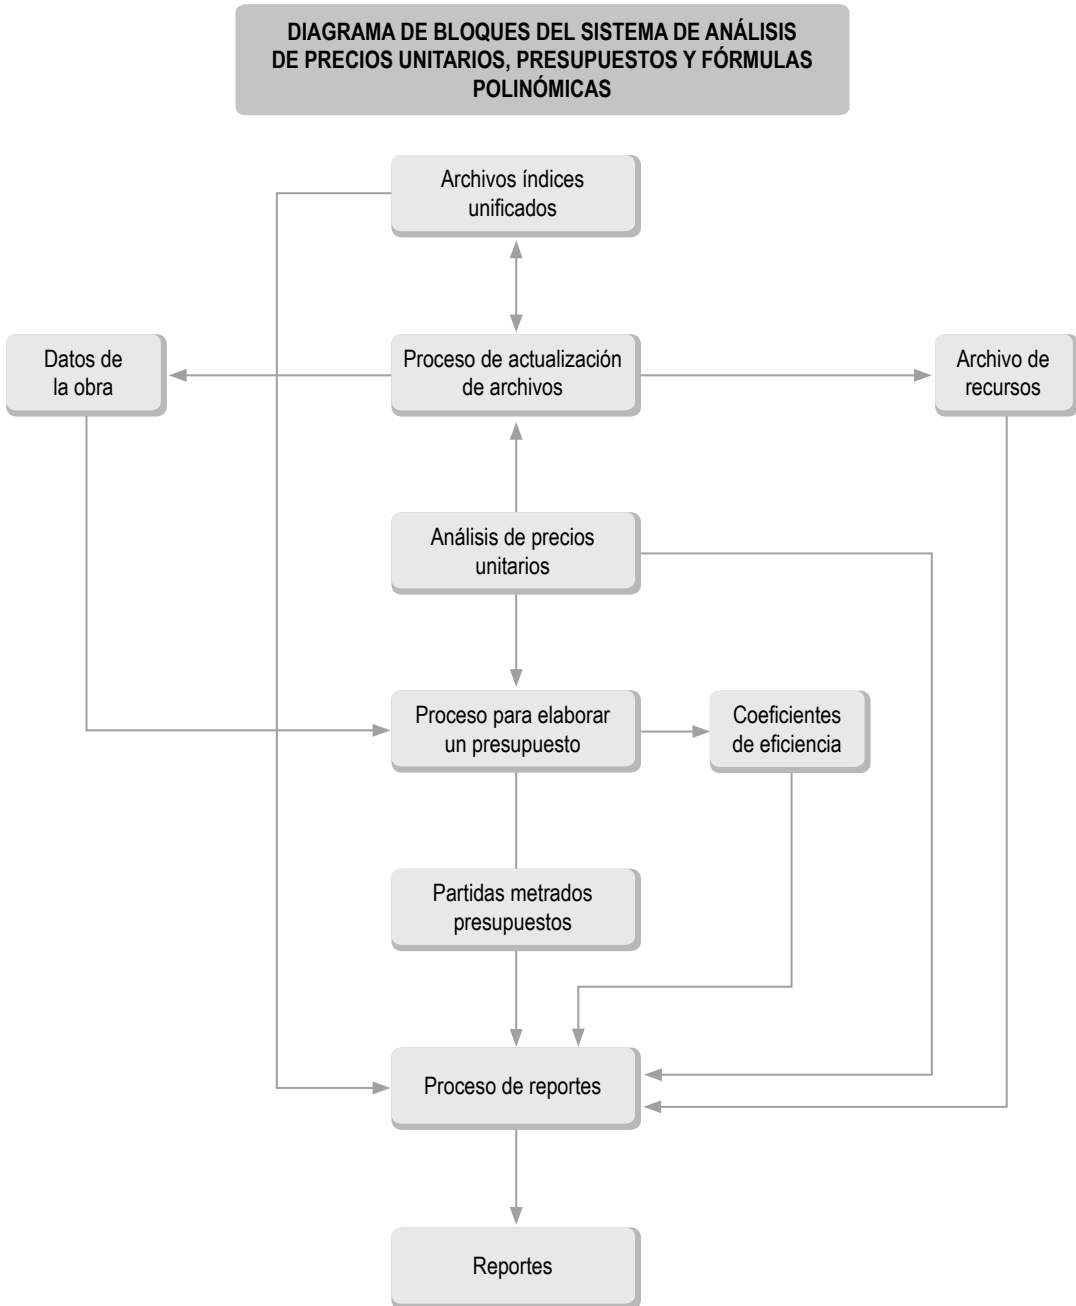 DIAGRAMA DE BLOQUES DEL SISTEMA DE ANÁLISIS
DE PRECIOS UNITARIOS, PRESUPUESTOS Y FÓRMULAS
POLINÓMICAS
Archivos índices
unificados
Datos de
la obra
Proceso de actualización
de archivos
Archivo de
recursos
Análisis de precios
unitarios
Proceso para elaborar
un presupuesto
Coeficientes
de eficiencia
Partidas metrados
presupuestos
Proceso de reportes
Reportes